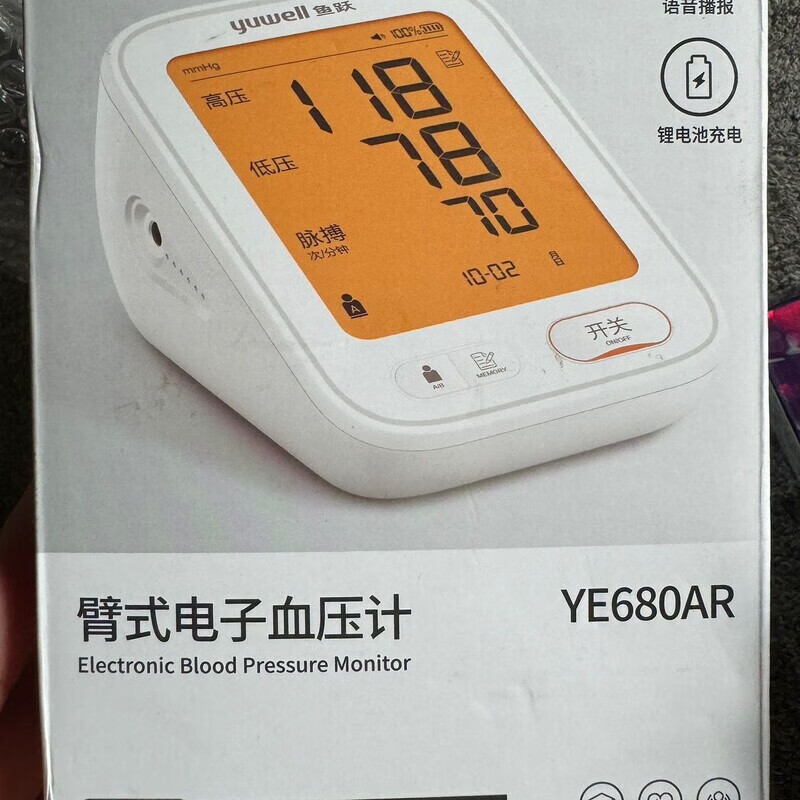 语音播报
yuwell 鱼跃
100%
mmHg
高压
118
锂电池充电
低压
78
脉搏
次/分钟
70
10-02
A
开关
ON/OFF
A/B
MEMORY
臂式电子血压计
YE680AR
Electronic Blood Pressure Monitor